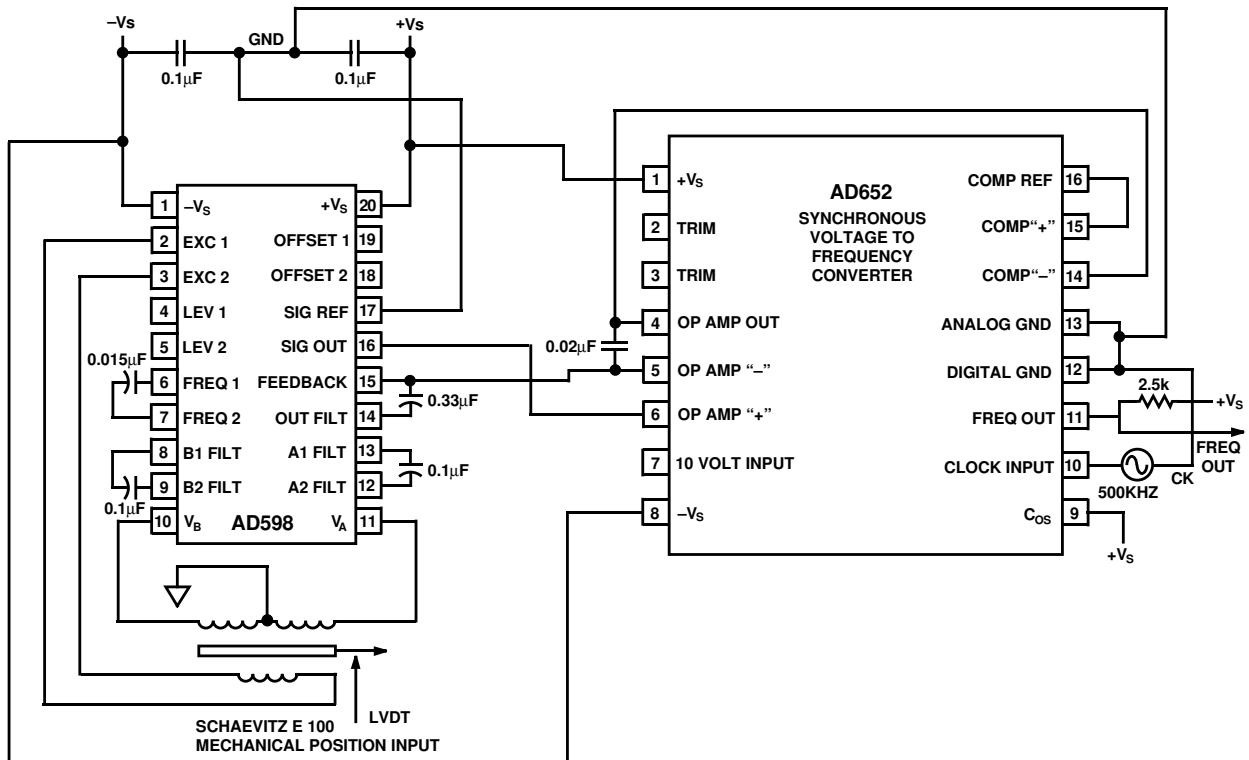 –Vs
+Vs
GND
0.1µF
0.1µF
1 –VS
+VS 20
2 EXC 1
OFFSET 1 19
3 EXC 2
OFFSET 2 18
4 LEV 1
SIG REF 17
5 LEV 2
SIG OUT 16
0.015µF
6 FREQ 1
FEEDBACK 15
7 FREQ 2
OUT FILT 14
0.33µF
8 B1 FILT
A1 FILT 13
9 B2 FILT
A2 FILT 12
0.1µF
0.1µF
10 VB
AD598
VA 11
SCHAEVITZ E 100
MECHANICAL POSITION INPUT
LVDT
AD652
SYNCHRONOUS
VOLTAGE TO
FREQUENCY
CONVERTER
1 +VS
COMP REF 16
2 TRIM
COMP“+” 15
3 TRIM
COMP“–” 14
4 OP AMP OUT
ANALOG GND 13
0.02µF
5 OP AMP “–”
DIGITAL GND 12
6 OP AMP “+”
FREQ OUT 11
2.5k
+VS
FREQ
OUT
7 10 VOLT INPUT
CLOCK INPUT 10
500KHZ
CK
8 –VS
COS 9
+VS